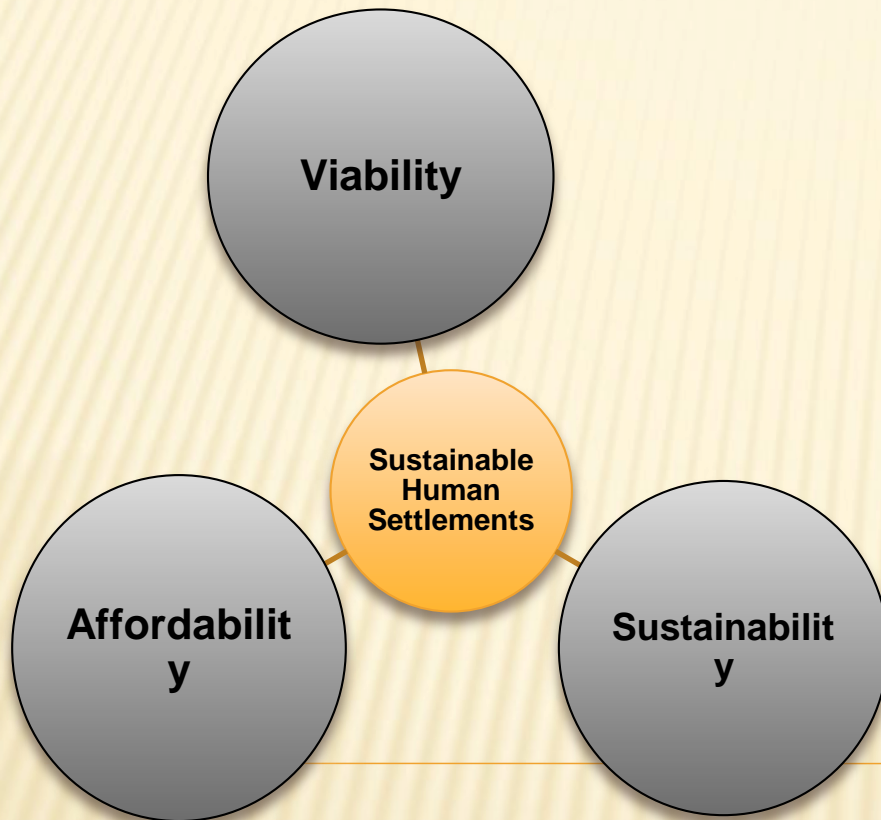 Viability
Sustainable
Human
Settlements
Affordabilit
y
Sustainabilit
y